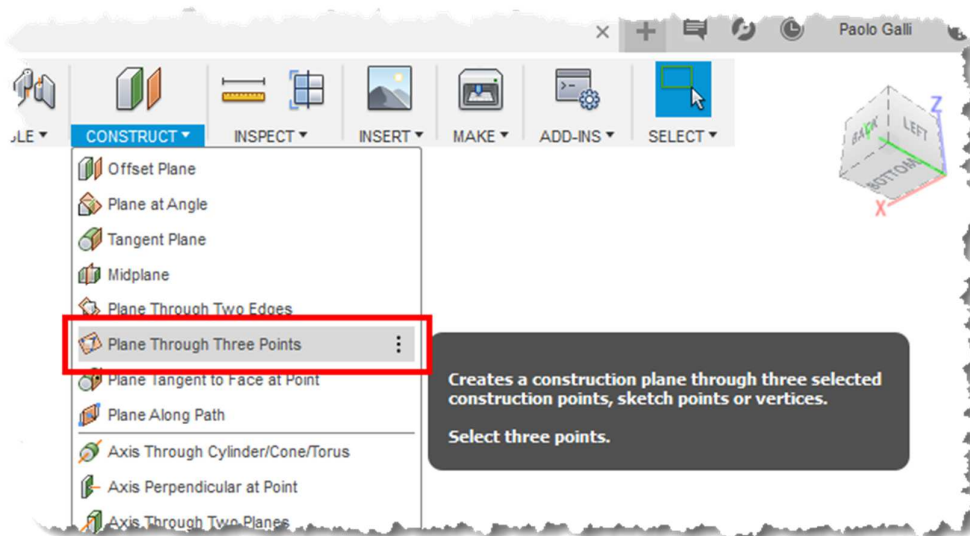 Paolo Galli
LE ▾
CONSTRUCT ▾
INSPECT ▾
INSERT ▾
MAKE ▾
ADD-INS ▾
SELECT ▾
BACK
LEFT
BOTTOM
Z
X
Offset Plane
Plane at Angle
Tangent Plane
Midplane
Plane Through Two Edges
Plane Through Three Points
Plane Tangent to Face at Point
Plane Along Path
Axis Through Cylinder/Cone/Torus
Axis Perpendicular at Point
Axis Through Two Planes
Creates a construction plane through three selected
construction points, sketch points or vertices.
Select three points.